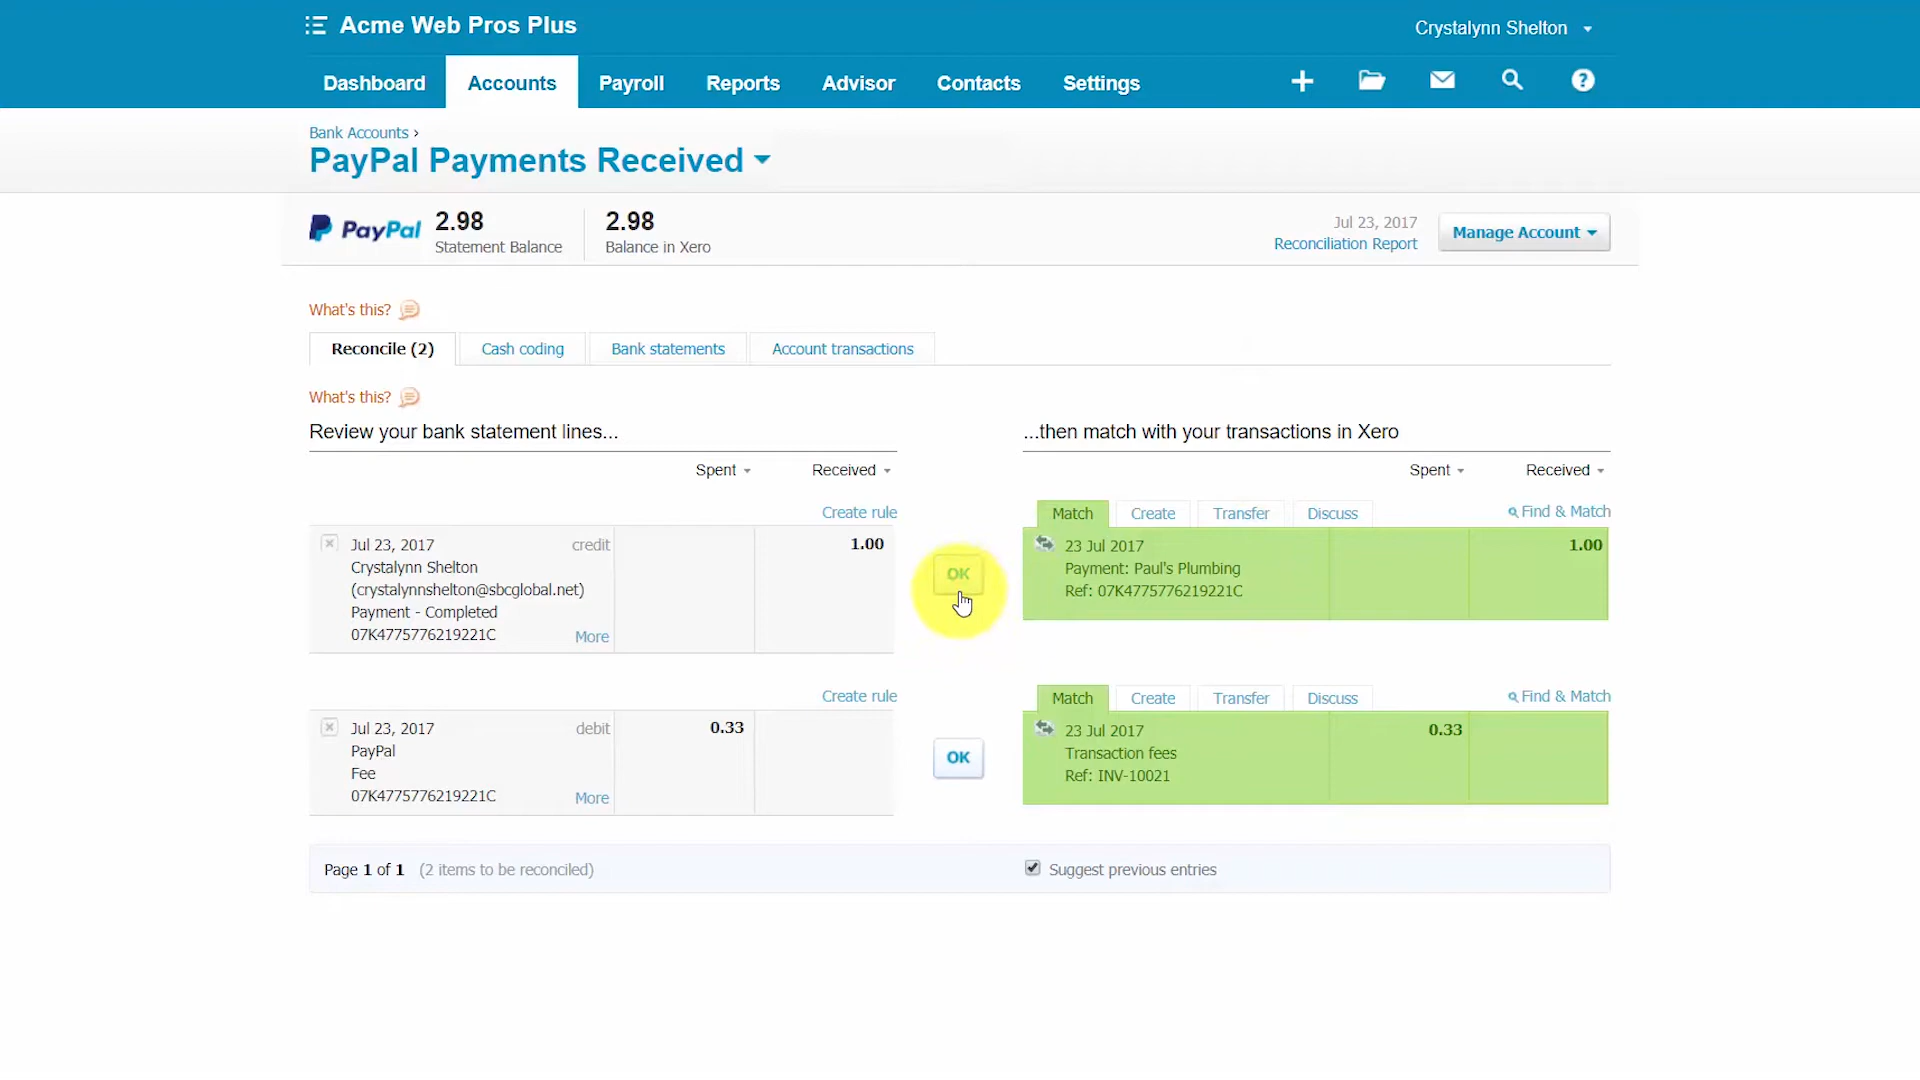 Acme Web Pros Plus
Crystalynn Shelton
Dashboard Accounts Payroll Reports Advisor Contacts Settings
Bank Accounts ›
PayPal Payments Received
PayPal
2.98
Statement Balance
2.98
Balance in Xero
Jul 23, 2017
Reconciliation Report
Manage Account
What's this?
Reconcile (2) Cash coding Bank statements Account transactions
What's this?
Review your bank statement lines...
...then match with your transactions in Xero
Spent Received
Spent Received
Create rule
Match Create Transfer Discuss Find & Match
Jul 23, 2017 credit 1.00
Crystalynn Shelton
(crystalynnshelton@sbcglobal.net)
Payment - Completed
07K4775776219221C More
OK
23 Jul 2017 1.00
Payment: Paul's Plumbing
Ref: 07K4775776219221C
Create rule
Match Create Transfer Discuss Find & Match
Jul 23, 2017 debit 0.33
PayPal
Fee
07K4775776219221C More
OK
23 Jul 2017 0.33
Transaction fees
Ref: INV-10021
Page 1 of 1 (2 items to be reconciled)
Suggest previous entries